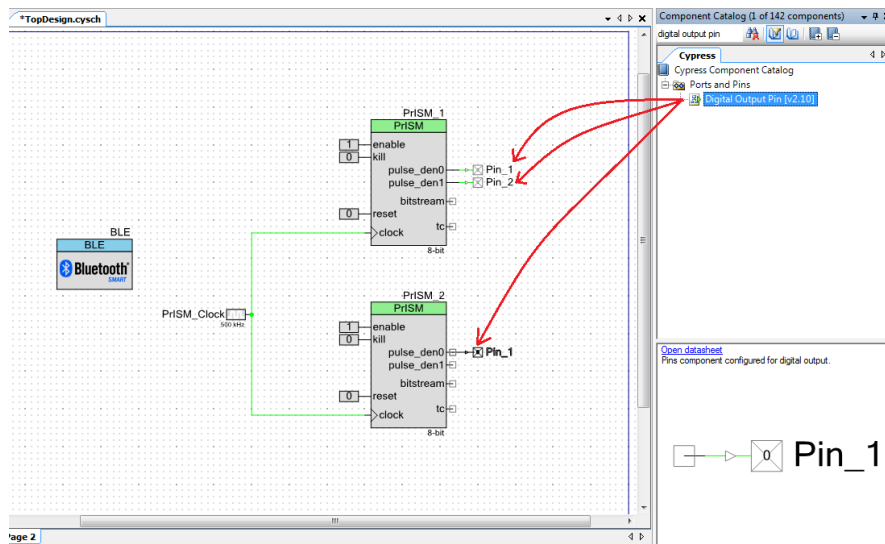 *TopDesign.cysch
PrISM_1
PrISM
1
enable
0
kill
pulse_den0
Pin_1
pulse_den1
Pin_2
bitstream
0
reset
tc
clock
8-bit
BLE
BLE
Bluetooth®
SMART
PrISM_Clock
500 kHz
PrISM_2
PrISM
1
enable
0
kill
pulse_den0
Pin_1
pulse_den1
bitstream
0
reset
tc
clock
8-bit
Page 2
Component Catalog (1 of 142 components)
digital output pin
Cypress
Cypress Component Catalog
Ports and Pins
Digital Output Pin [v2.10]
Open datasheet
Pins component configured for digital output.
0
Pin_1